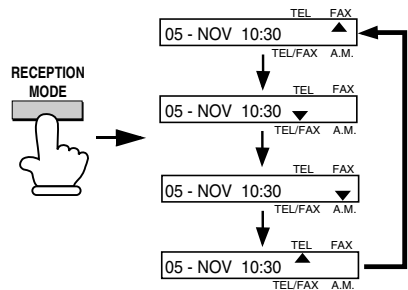 TEL FAX
05 - NOV 10:30
TEL/FAX A.M.
RECEPTION
MODE
TEL FAX
05 - NOV 10:30
TEL/FAX A.M.
TEL FAX
05 - NOV 10:30
TEL/FAX A.M.
TEL FAX
05 - NOV 10:30
TEL/FAX A.M.